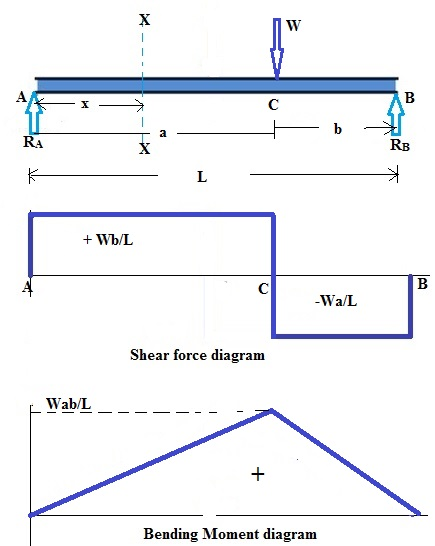 X
W
A
x
C
B
a
b
RA
X
RB
L
+ Wb/L
A
C
B
-Wa/L
Shear force diagram
Wab/L
+
Bending Moment diagram